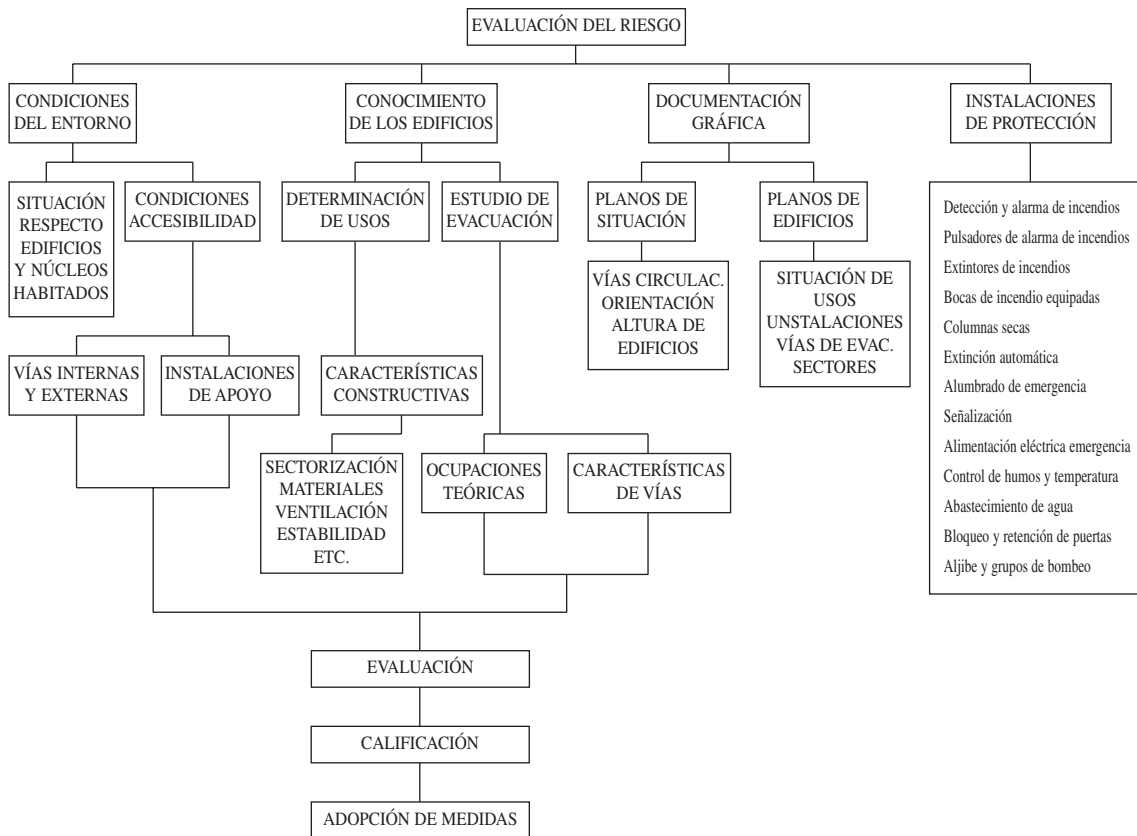 EVALUACIÓN DEL RIESGO
CONDICIONES
DEL ENTORNO
CONOCIMIENTO
DE LOS EDIFICIOS
DOCUMENTACIÓN
GRÁFICA
INSTALACIONES
DE PROTECCIÓN
SITUACIÓN
RESPECTO
EDIFICIOS
Y NÚCLEOS
HABITADOS
CONDICIONES
ACCESIBILIDAD
DETERMINACIÓN
DE USOS
ESTUDIO DE
EVACUACIÓN
PLANOS DE
SITUACIÓN
PLANOS DE
EDIFICIOS
VÍAS CIRCULAC.
ORIENTACIÓN
ALTURA DE
EDIFICIOS
SITUACIÓN DE
USOS
UNSTALACIONES
VÍAS DE EVAC.
SECTORES
Detección y alarma de incendios
Pulsadores de alarma de incendios
Extintores de incendios
Bocas de incendio equipadas
Columnas secas
Extinción automática
Alumbrado de emergencia
Señalización
Alimentación eléctrica emergencia
Control de humos y temperatura
Abastecimiento de agua
Bloqueo y retención de puertas
Aljibe y grupos de bombeo
VÍAS INTERNAS
Y EXTERNAS
INSTALACIONES
DE APOYO
CARACTERÍSTICAS
CONSTRUCTIVAS
SECTORIZACIÓN
MATERIALES
VENTILACIÓN
ESTABILIDAD
ETC.
OCUPACIONES
TEÓRICAS
CARACTERÍSTICAS
DE VÍAS
EVALUACIÓN
CALIFICACIÓN
ADOPCIÓN DE MEDIDAS